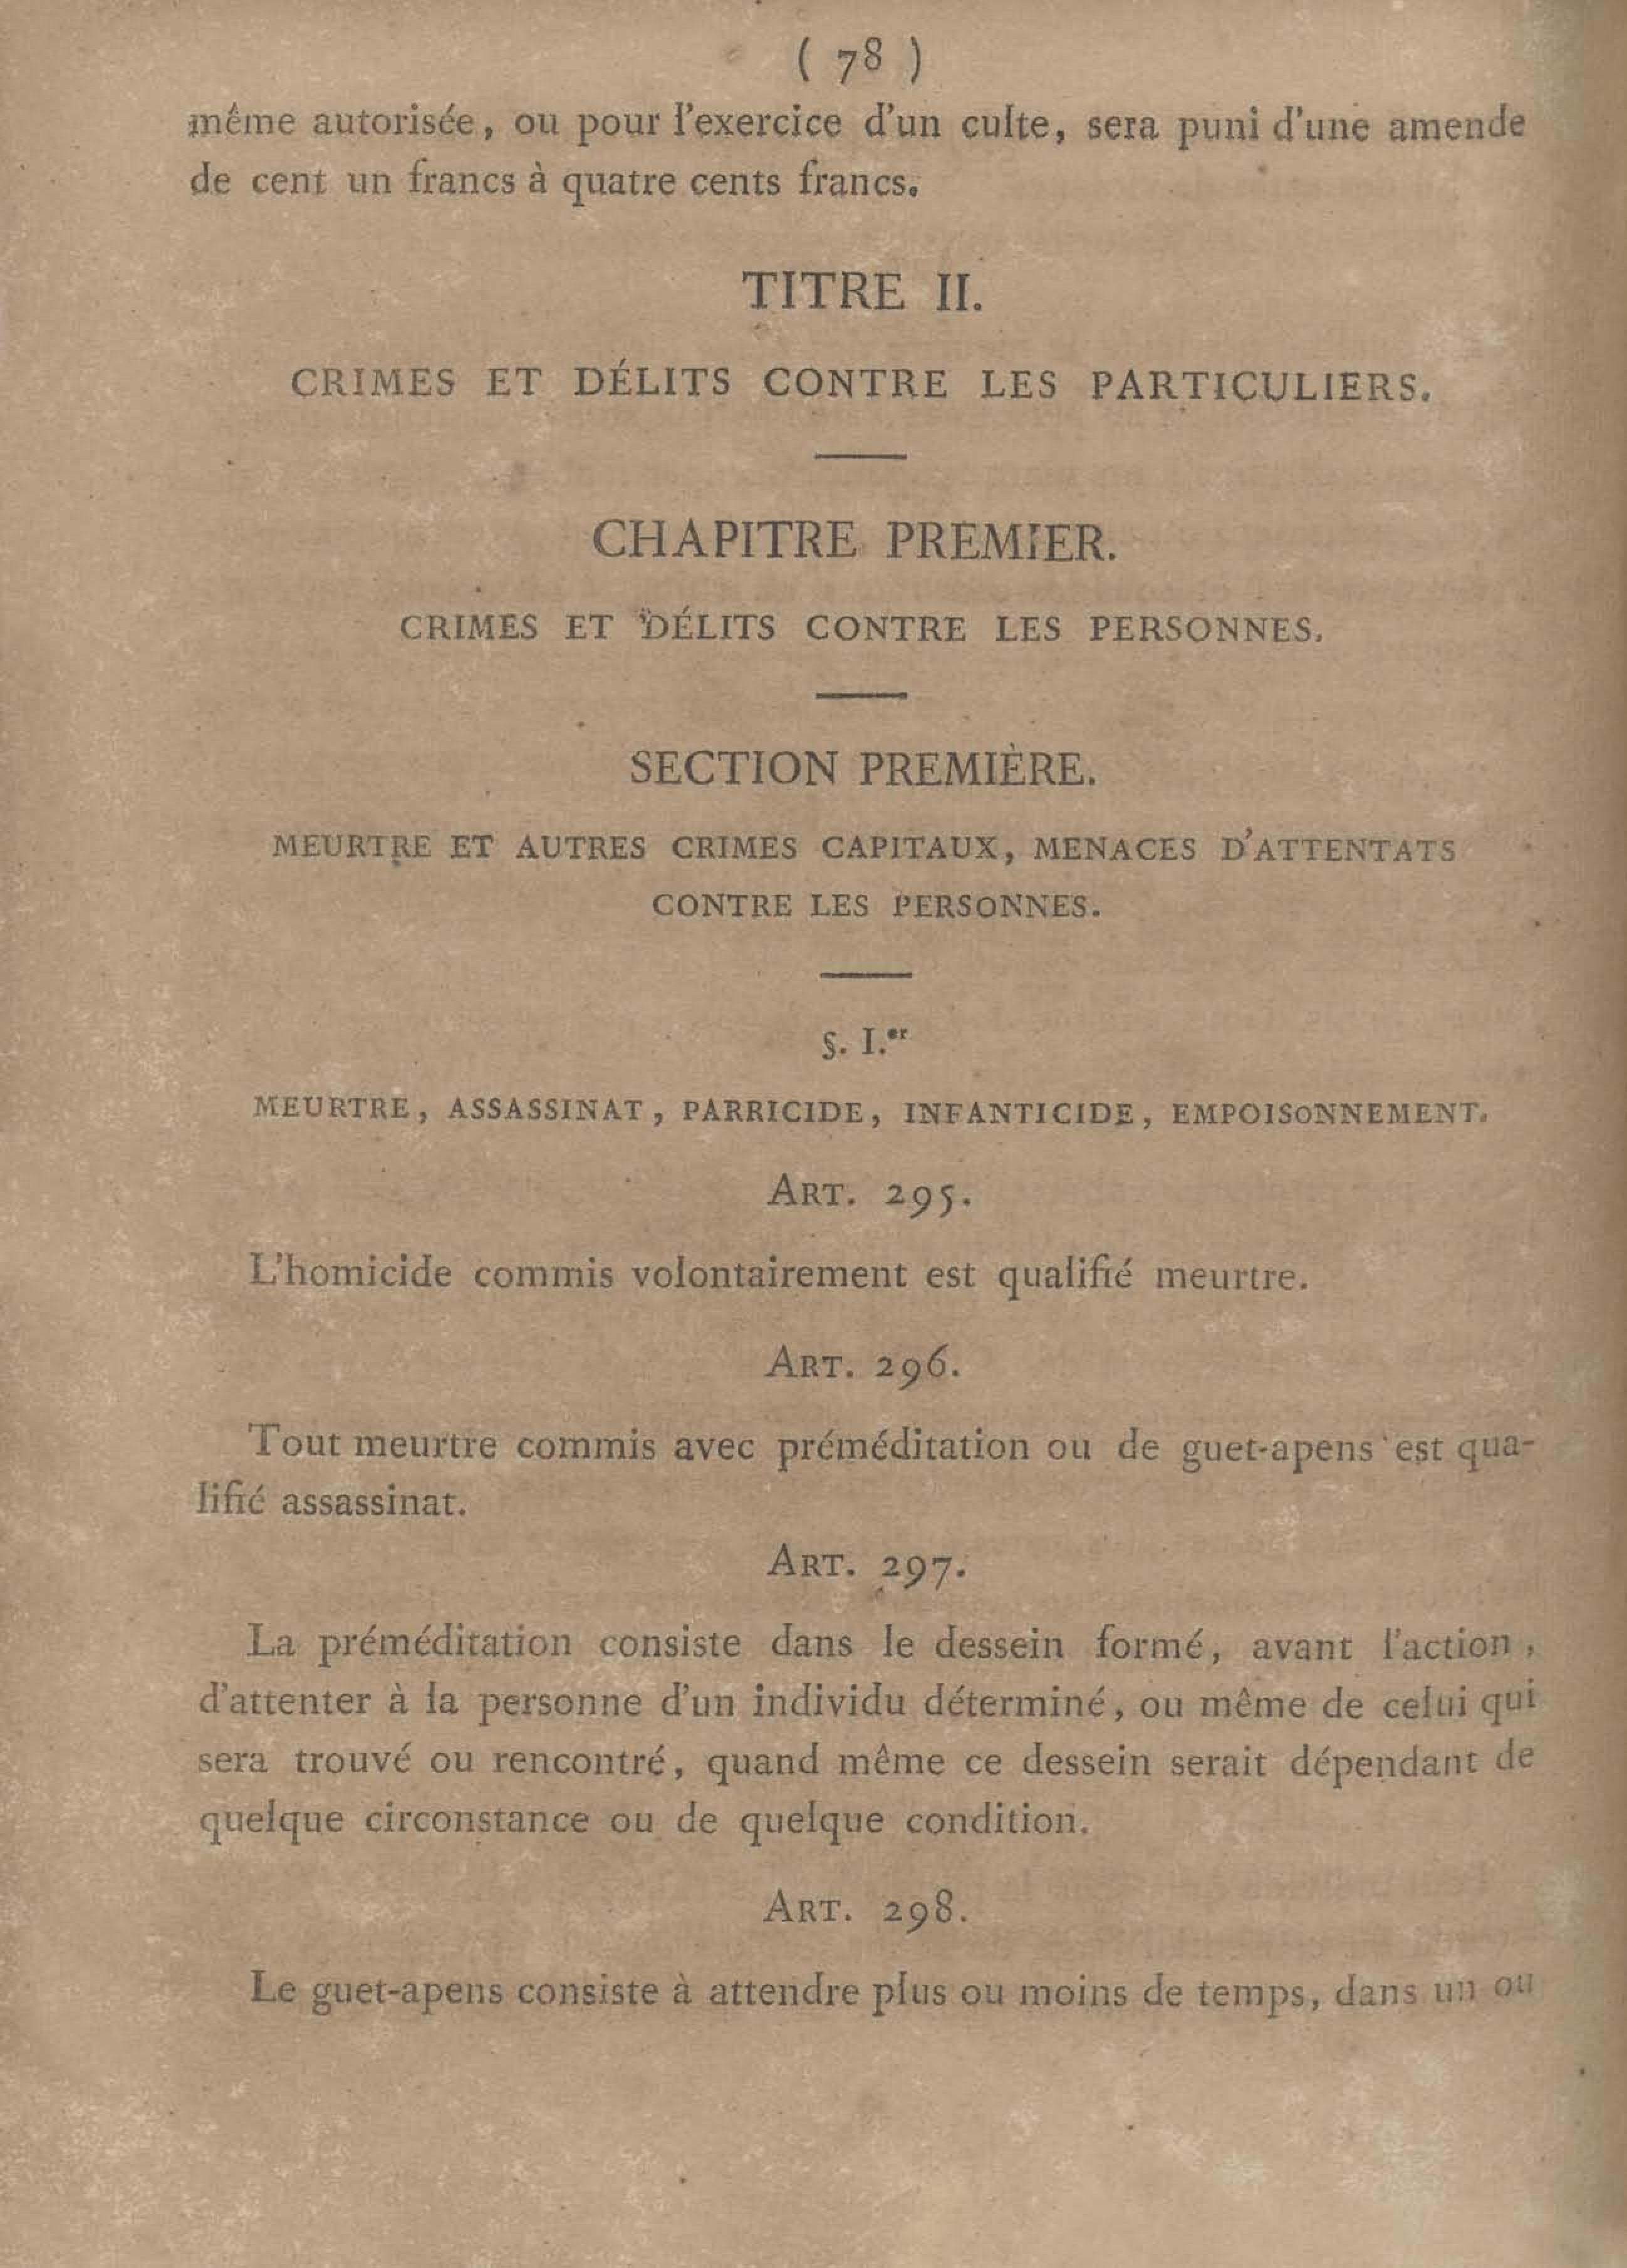 ( 78 )
même autorisée, ou pour l'exercice d'un culte, sera puni d'une amende
de cent un francs à quatre cents francs.
TITRE II.
CRIMES ET DÉLITS CONTRE LES PARTICULIERS.
CHAPITRE PREMIER.
CRIMES ET DÉLITS CONTRE LES PERSONNES.
SECTION PREMIÈRE.
MEURTRE ET AUTRES CRIMES CAPITAUX, MENACES D'ATTENTATS
CONTRE LES PERSONNES.
§. I.er
MEURTRE, ASSASSINAT, PARRICIDE, INFANTICIDE, EMPOISONNEMENT.
ART. 295.
L'homicide commis volontairement est qualifié meurtre.
ART. 296.
Tout meurtre commis avec préméditation ou de guet-apens est qua-
lifié assassinat.
ART. 297.
La préméditation consiste dans le dessein formé, avant l'action,
d'attenter à la personne d'un individu déterminé, ou même de celui qui
sera trouvé ou rencontré, quand même ce dessein serait dépendant de
quelque circonstance ou de quelque condition.
ART. 298.
Le guet-apens consiste à attendre plus ou moins de temps, dans un ou